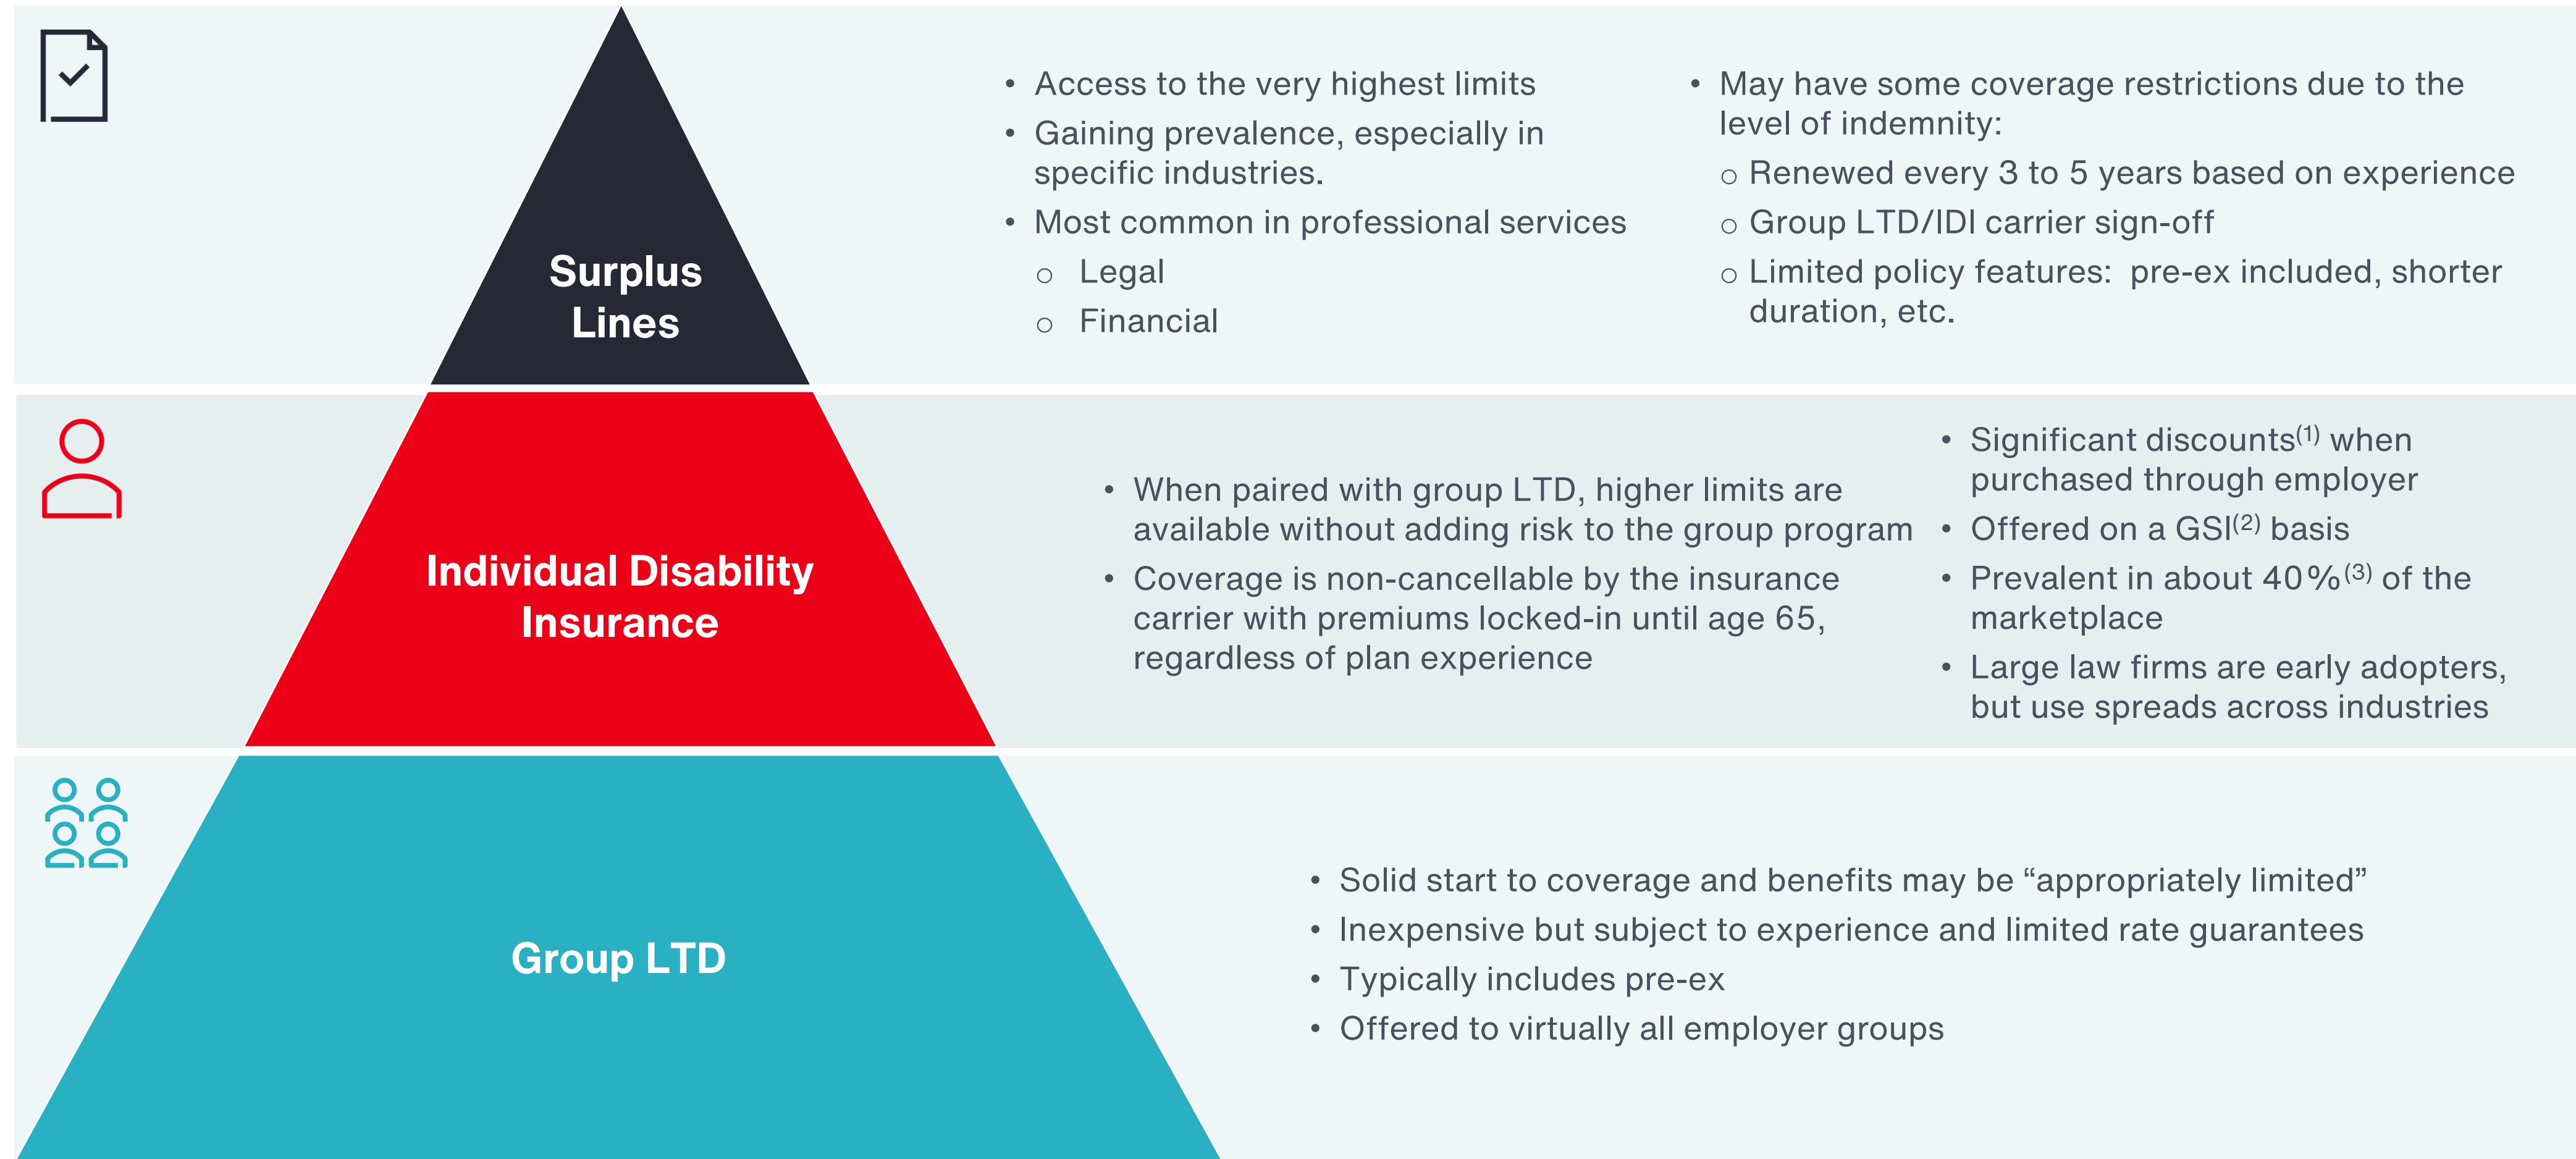 Surplus
Lines
• Access to the very highest limits
• Gaining prevalence, especially in
specific industries.
• Most common in professional services
o Legal
o Financial
• May have some coverage restrictions due to the
level of indemnity:
o Renewed every 3 to 5 years based on experience
o Group LTD/IDI carrier sign-off
o Limited policy features:  pre-ex included, shorter
duration, etc.
Individual Disability
Insurance
• When paired with group LTD, higher limits are
available without adding risk to the group program
• Coverage is non-cancellable by the insurance
carrier with premiums locked-in until age 65,
regardless of plan experience
• Significant discounts(1) when
purchased through employer
• Offered on a GSI(2) basis
• Prevalent in about 40%(3) of the
marketplace
• Large law firms are early adopters,
but use spreads across industries
Group LTD
• Solid start to coverage and benefits may be “appropriately limited”
• Inexpensive but subject to experience and limited rate guarantees
• Typically includes pre-ex
• Offered to virtually all employer groups